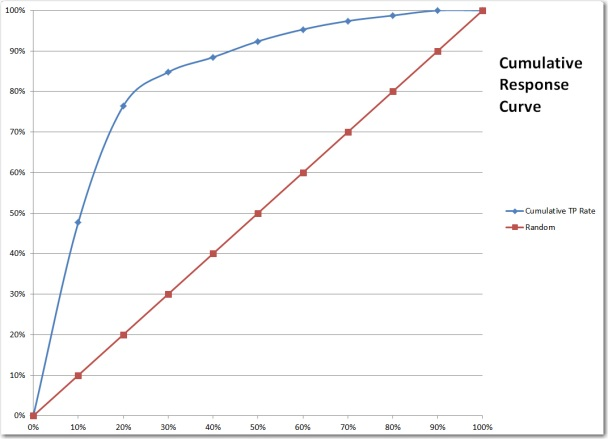 100%
90%
80%
70%
60%
50%
40%
30%
20%
10%
0%
0% 10% 20% 30% 40% 50% 60% 70% 80% 90% 100%
Cumulative
Response
Curve
Cumulative TP Rate
Random